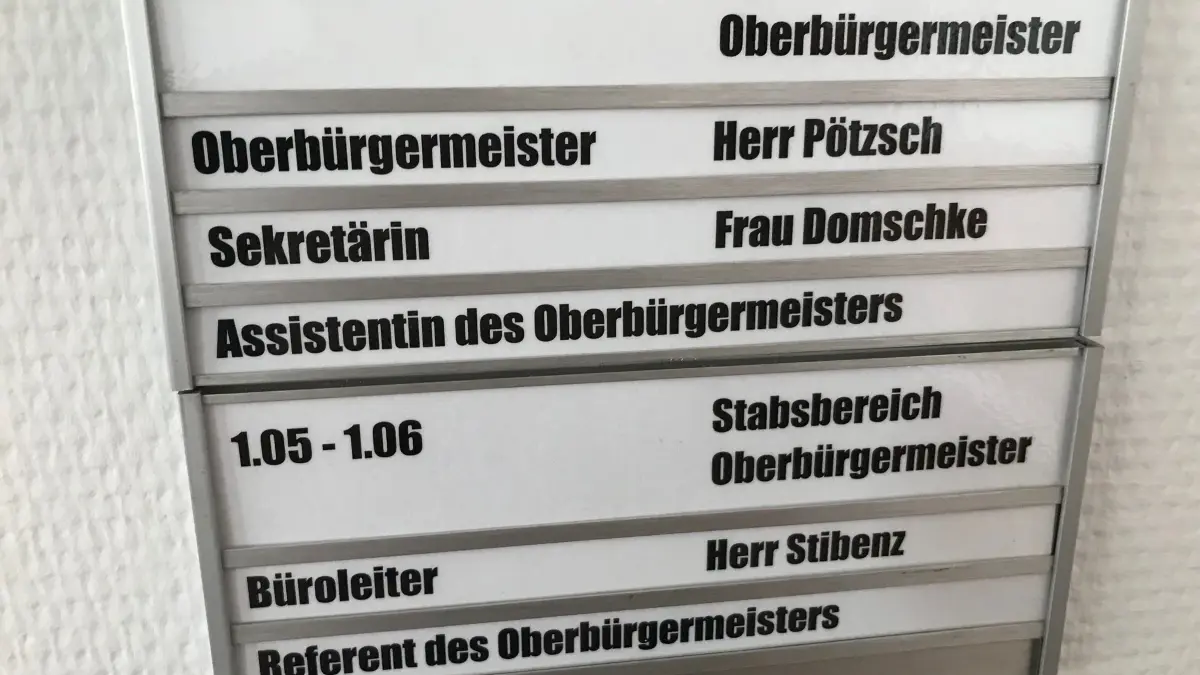 Oberbürgermeister
Oberbürgermeister Herr Pötzsch
Sekretärin Frau Domschke
Assistentin des Oberbürgermeisters
1.05 - 1.06 Stabsbereich
Oberbürgermeister
Büroleiter Herr Stibenz
Referent des Oberbürgermeisters